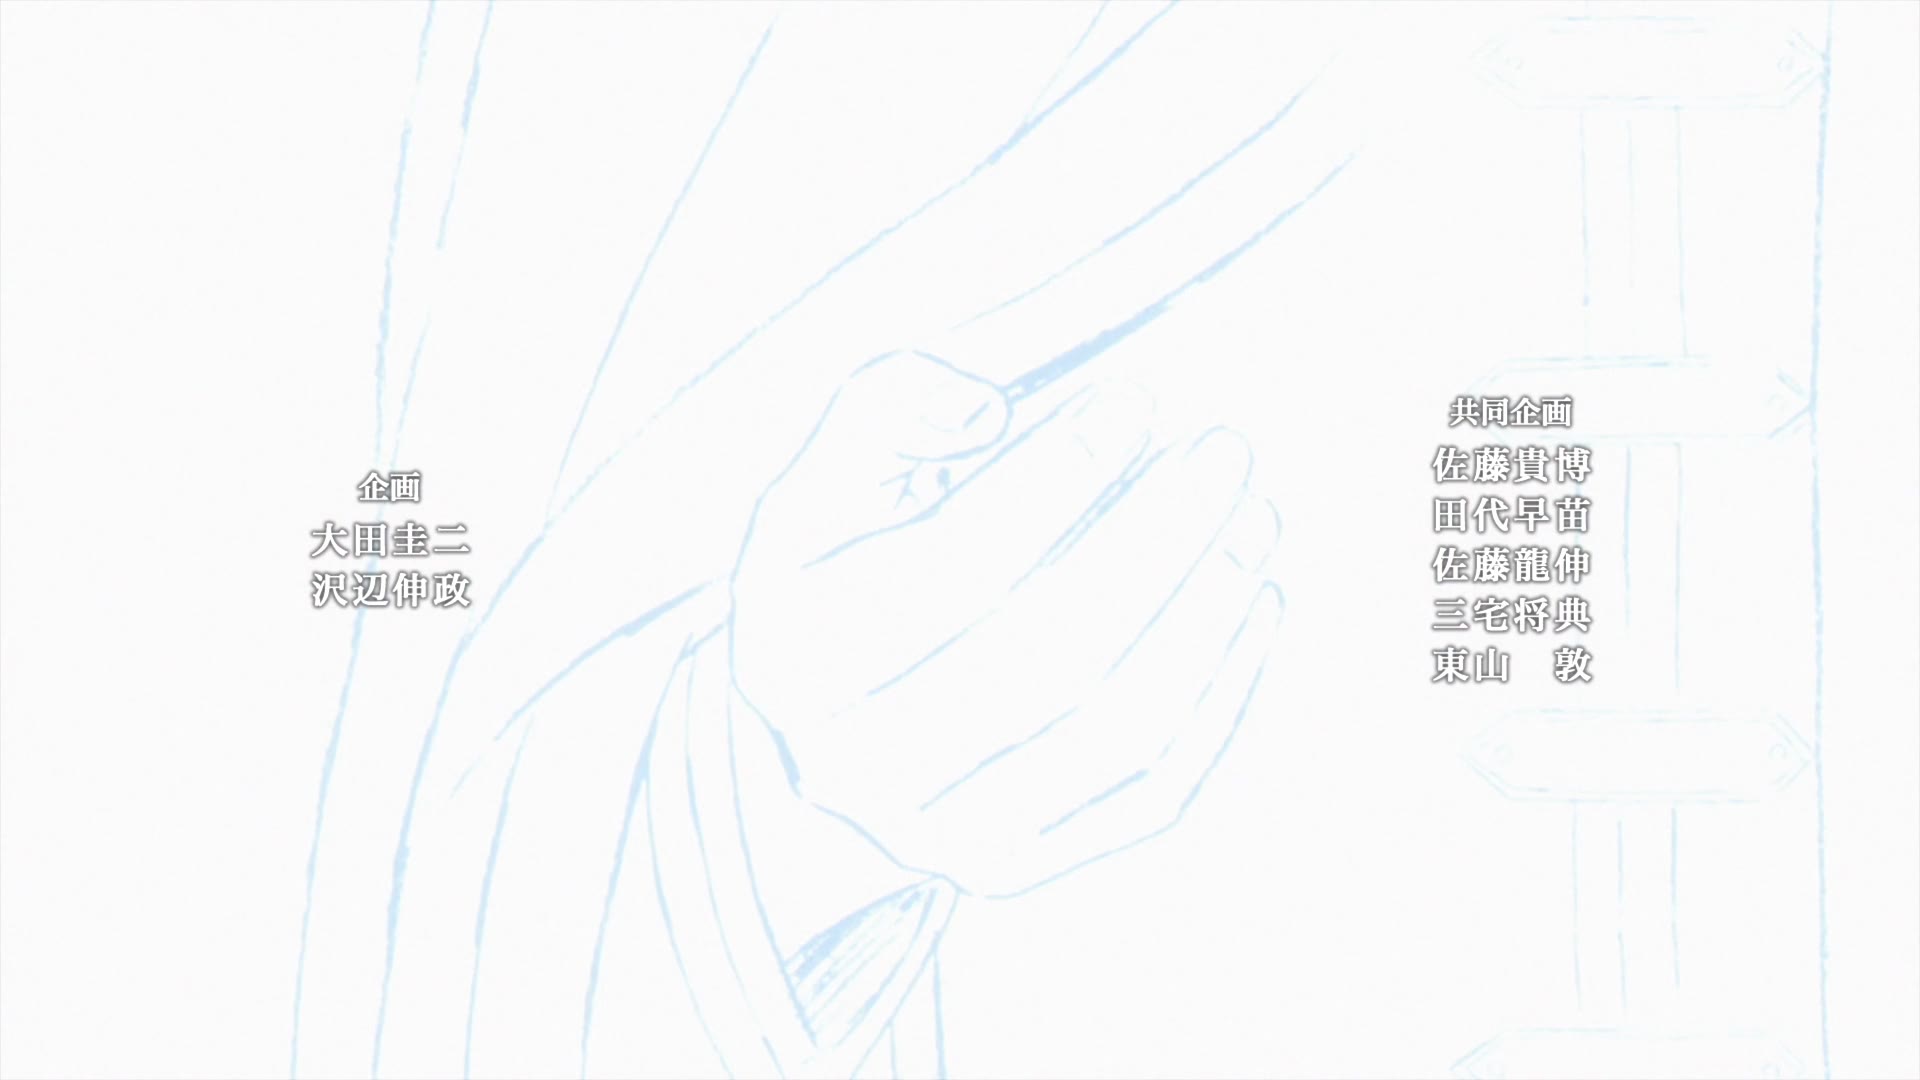 企画
大田圭二
沢辺伸政
共同企画
佐藤貴博
田代早苗
佐藤龍伸
三宅将典
東山　敦